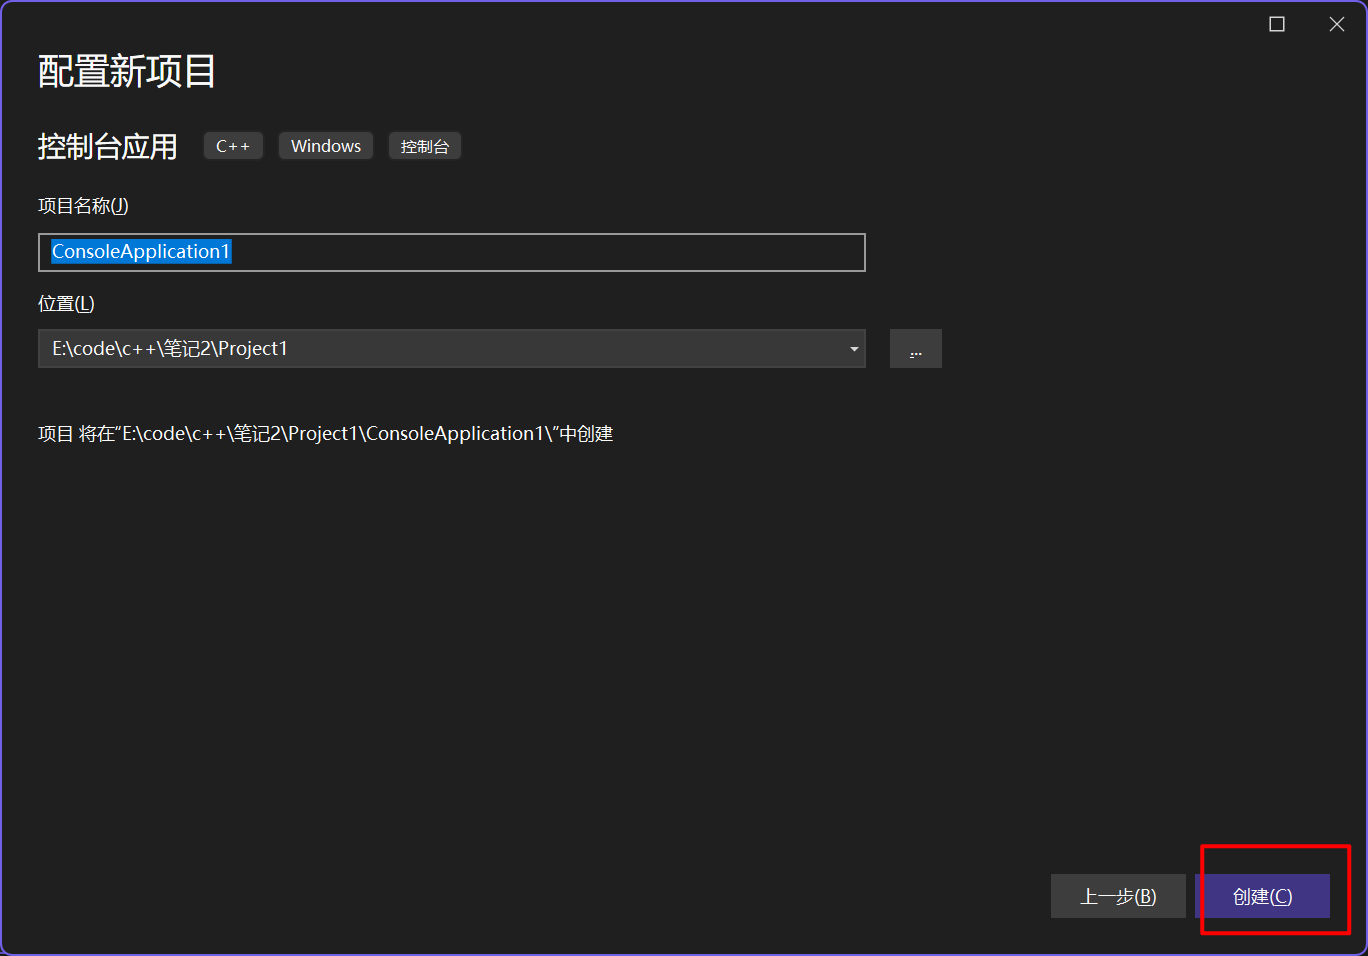 配置新项目
控制台应用 C++ Windows 控制台
项目名称(J)
ConsoleApplication1
位置(L)
E:\code\c++\笔记2\Project1
...
项目 将在“E:\code\c++\笔记2\Project1\ConsoleApplication1\”中创建
上一步(B) 创建(C)